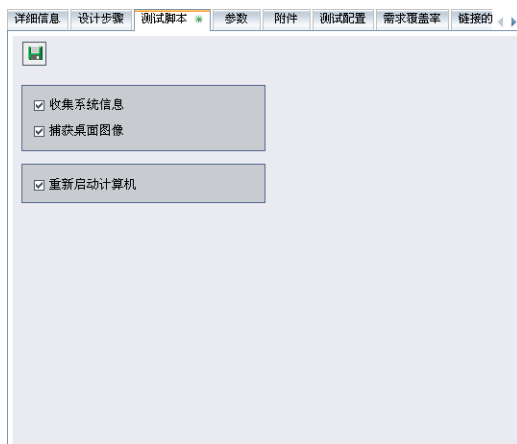 详细信息 设计步骤 测试脚本 * 参数 附件 测试配置 需求覆盖率 链接的
收集系统信息
捕获桌面图像
重新启动计算机